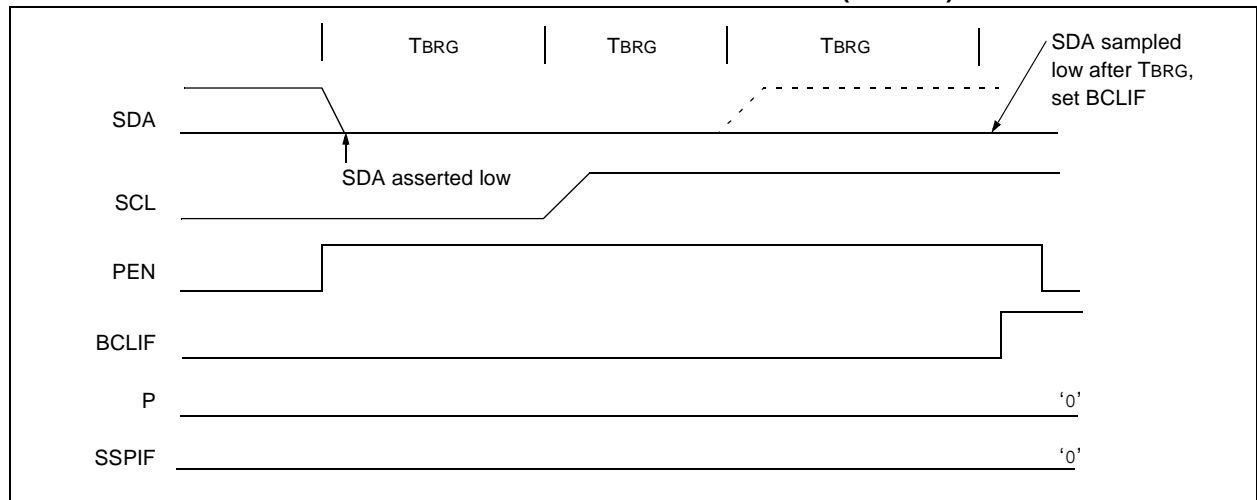 TBRG TBRG TBRG
SDA sampled
low after TBRG,
set BCLIF
SDA
SDA asserted low
SCL
PEN
BCLIF
P ‘0’
SSPIF ‘0’